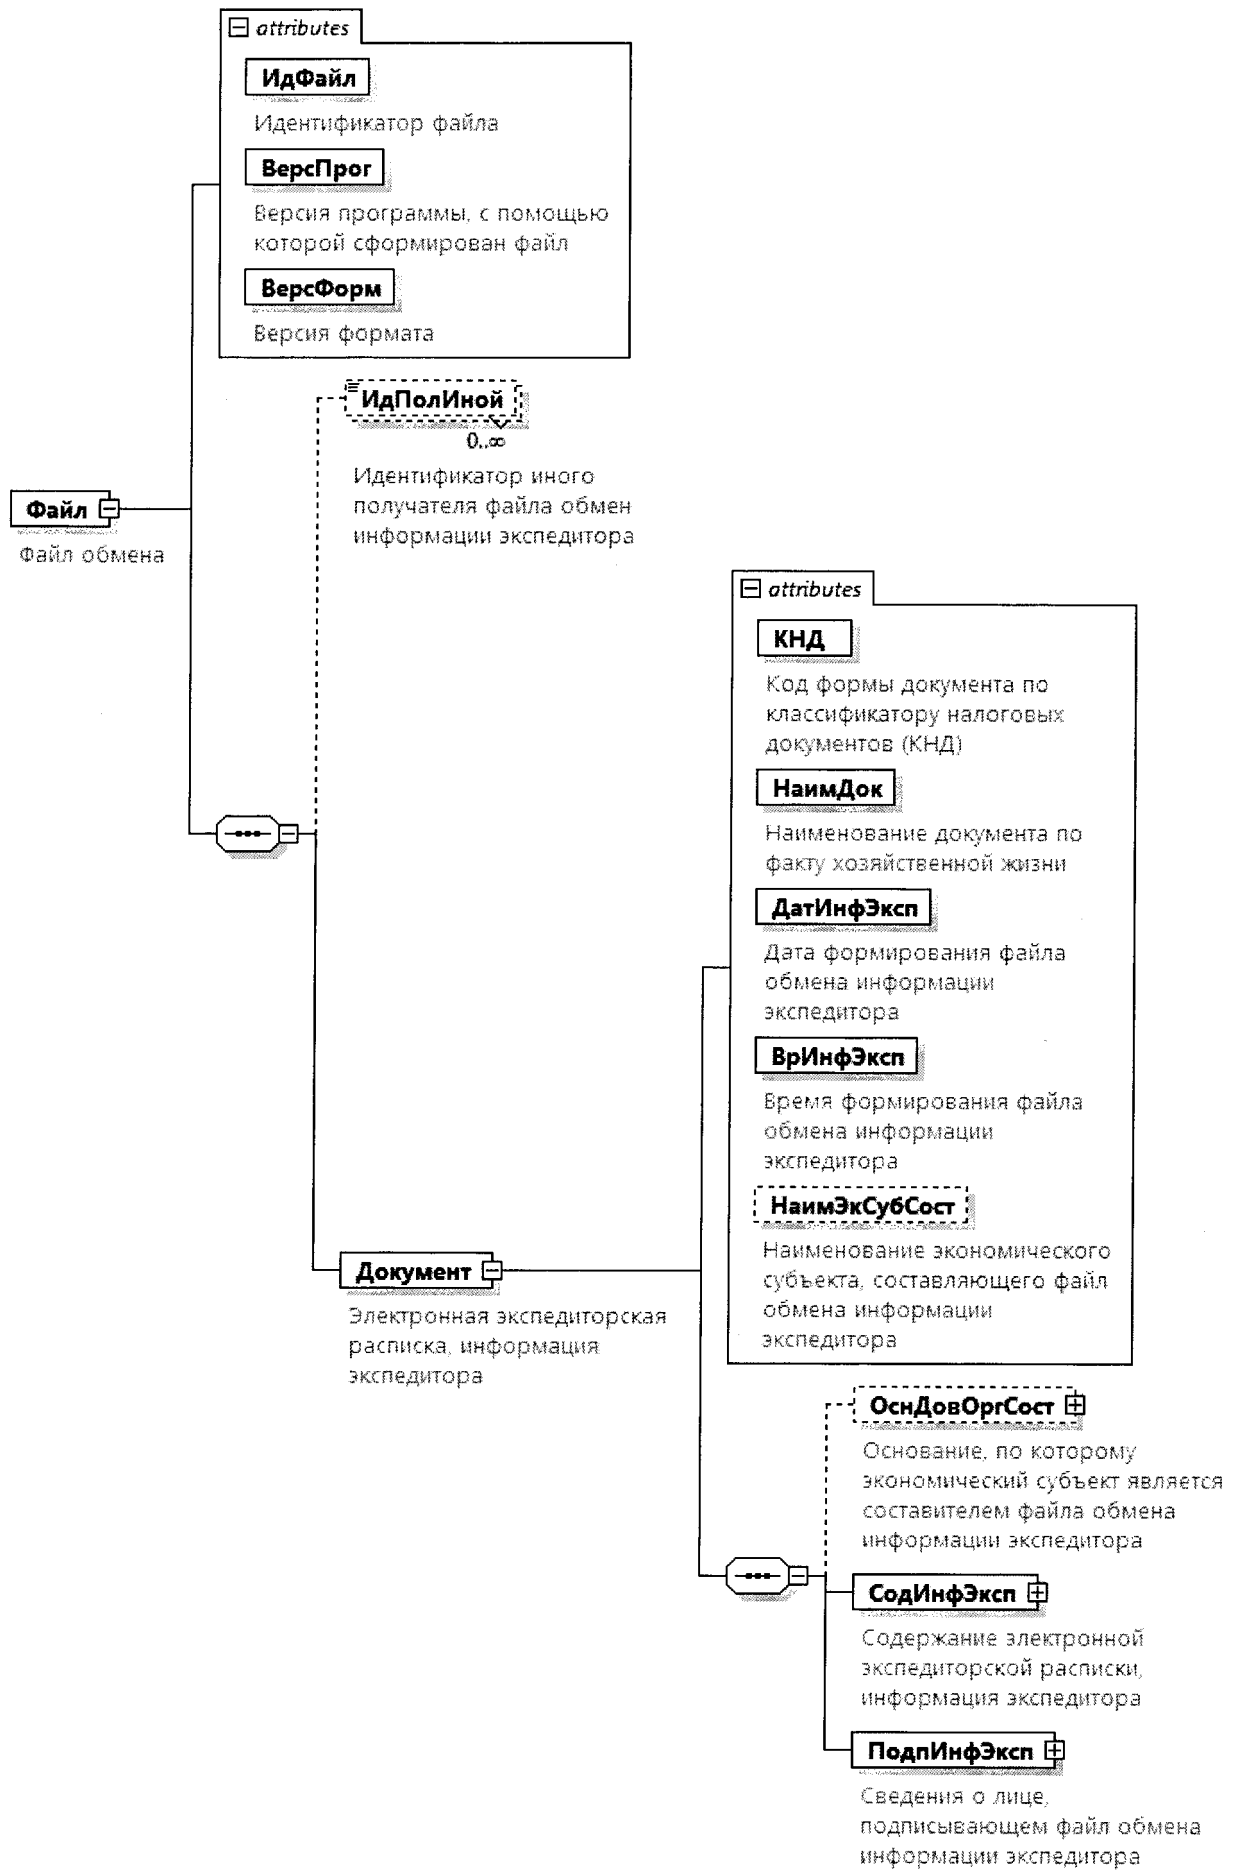 attributes
ИдФайл
Идентификатор файла
ВерсПрог
Версия программы, с помощью
которой сформирован файл
ВерсФорм
Версия формата
ИдПолИной
0..∞
Идентификатор иного
получателя файла обмен
информации экспедитора
Файл
Файл обмена
attributes
КНД
Код формы документа по
классификатору налоговых
документов (КНД)
НаимДок
Наименование документа по
факту хозяйственной жизни
ДатИнфЭксп
Дата формирования файла
обмена информации
экспедитора
ВрИнфЭксп
Время формирования файла
обмена информации
экспедитора
НаимЭкСубСост
Наименование экономического
субъекта, составляющего файл
обмена информации
экспедитора
Документ
Электронная экспедиторская
расписка, информация
экспедитора
ОснДовОргСост
Основание, по которому
экономический субъект является
составителем файла обмена
информации экспедитора
СодИнфЭксп
Содержание электронной
экспедиторской расписки,
информация экспедитора
ПодпИнфЭксп
Сведения о лице,
подписывающем файл обмена
информации экспедитора